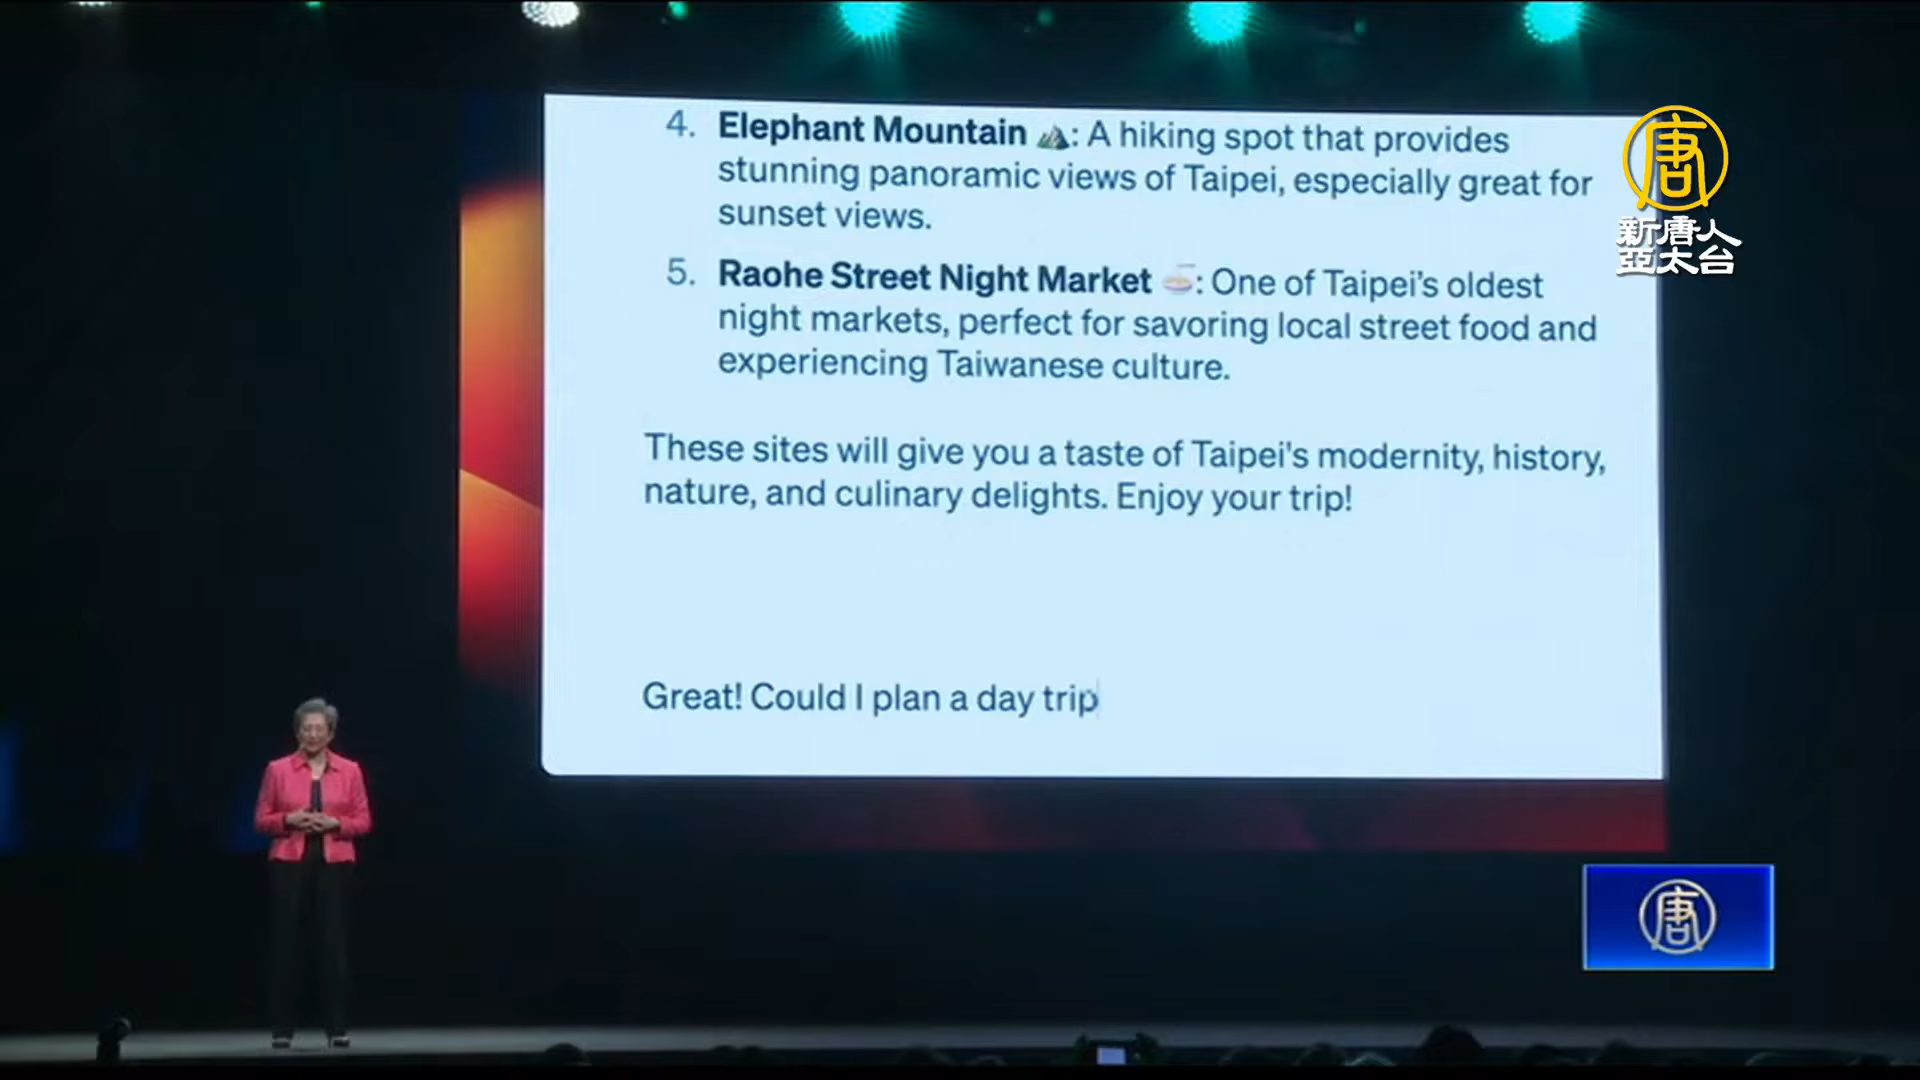 4. Elephant Mountain ⛰️: A hiking spot that provides
stunning panoramic views of Taipei, especially great for
sunset views.
5. Raohe Street Night Market 🍜: One of Taipei's oldest
night markets, perfect for savoring local street food and
experiencing Taiwanese culture.
These sites will give you a taste of Taipei's modernity, history,
nature, and culinary delights. Enjoy your trip!
Great! Could I plan a day trip
唐
新唐人
亞太台
唐